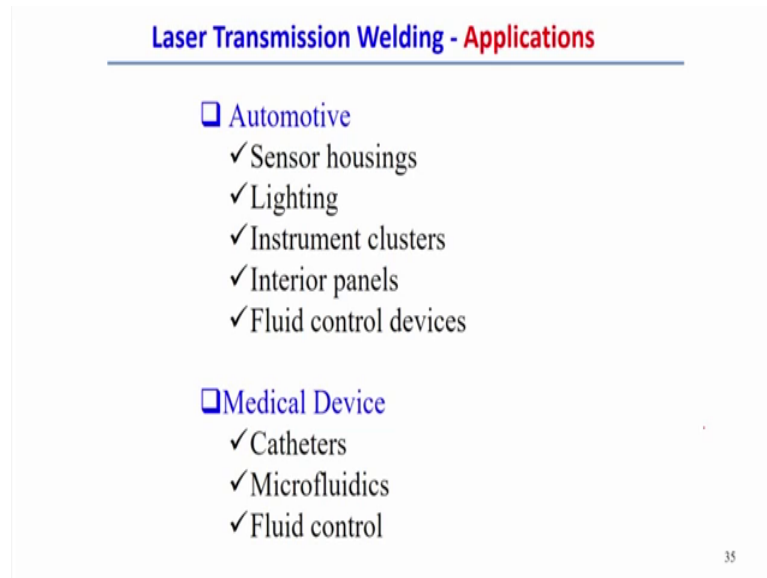 Laser Transmission Welding - Applications
❑ Automotive
✓Sensor housings
✓Lighting
✓Instrument clusters
✓Interior panels
✓Fluid control devices
❑Medical Device
✓Catheters
✓Microfluidics
✓Fluid control
35